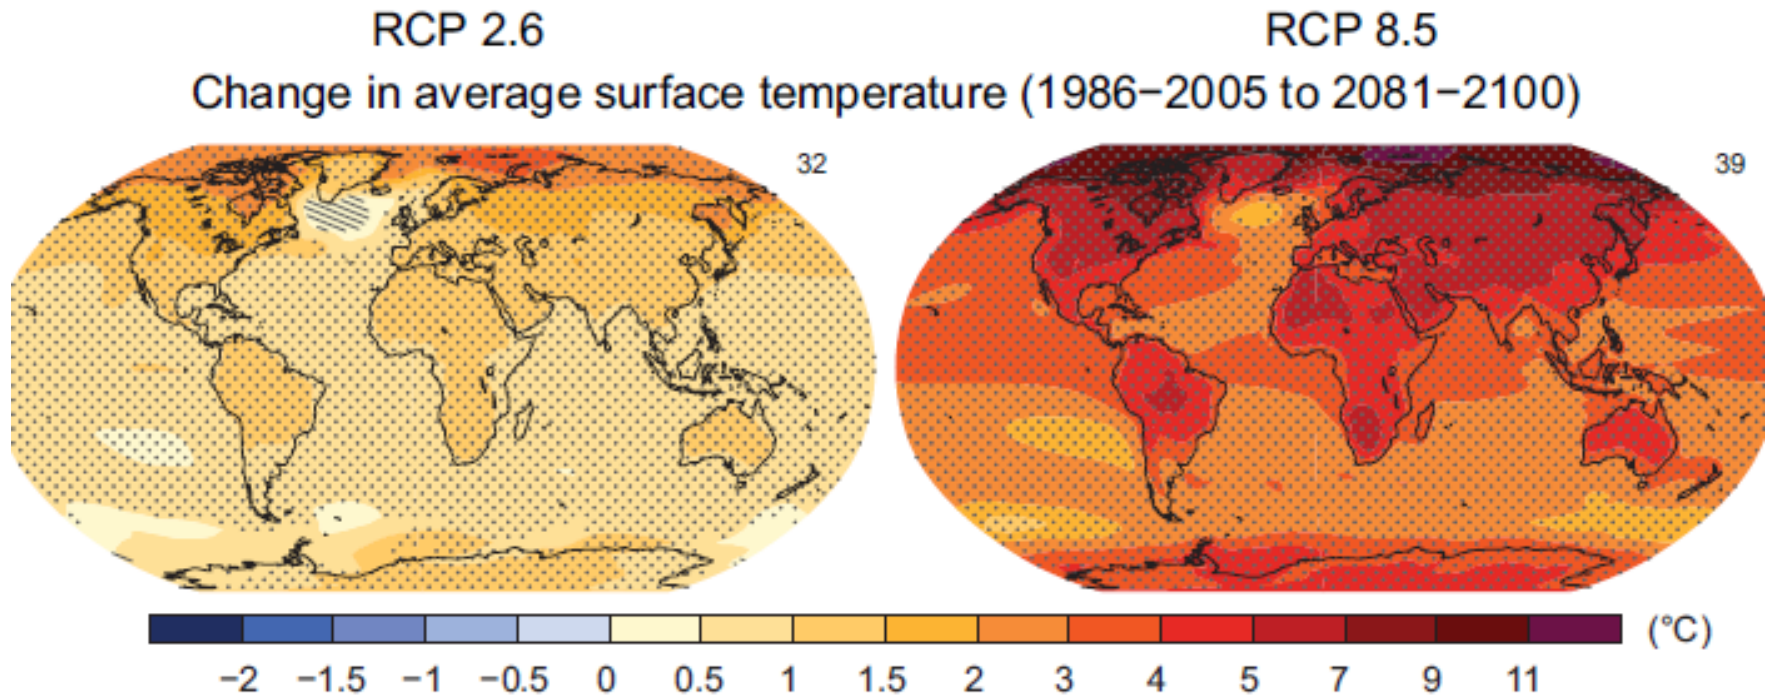 RCP 2.6 RCP 8.5
Change in average surface temperature (1986−2005 to 2081−2100)
32 39
(°C)
−2 −1.5 −1 −0.5 0 0.5 1 1.5 2 3 4 5 7 9 11